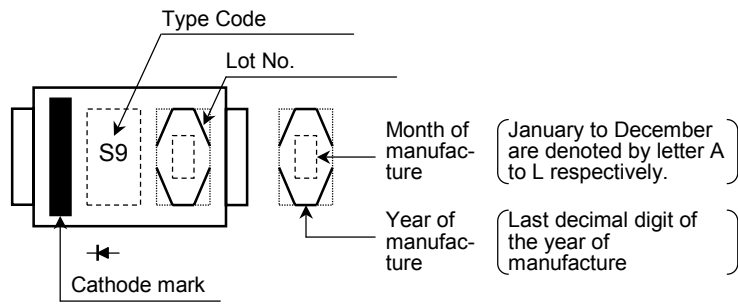 Type Code
Lot No.
S9
Month of
manufac-
ture
January to December
are denoted by letter A
to L respectively.
Year of
manufac-
ture
Last decimal digit of
the year of
manufacture
Cathode mark